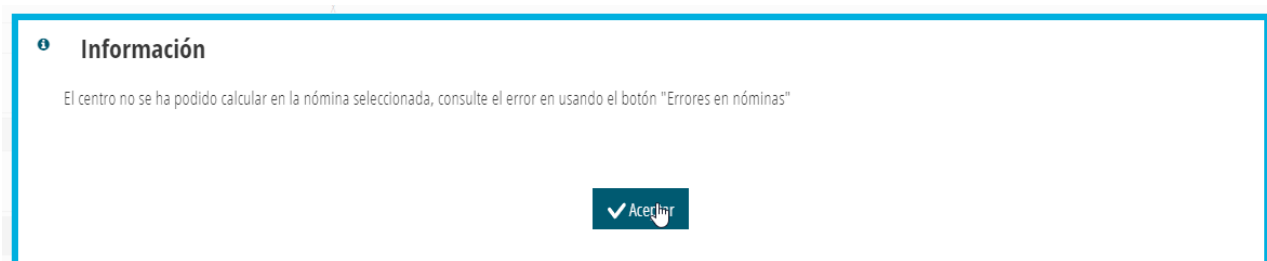 Información
El centro no se ha podido calcular en la nómina seleccionada, consulte el error en usando el botón "Errores en nóminas"